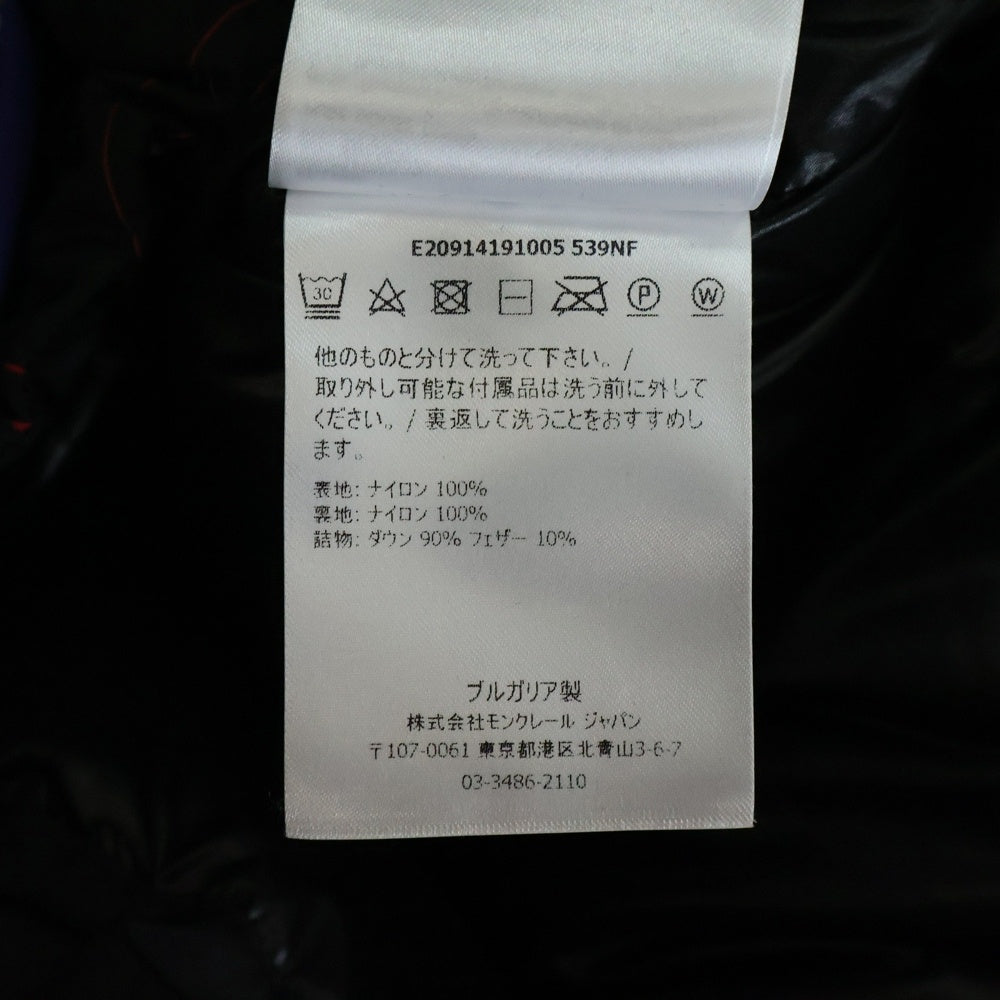 E20914191005 539NF
30 P W
他のものと分けて洗って下さい。/
取り外し可能な付属品は洗う前に外して
ください。/ 裏返して洗うことをおすすめし
ます。
表地: ナイロン 100%
裏地: ナイロン 100%
詰物: ダウン 90% フェザー 10%
ブルガリア製
株式会社モンクレール ジャパン
〒107-0061 東京都港区北青山3-6-7
03-3486-2110